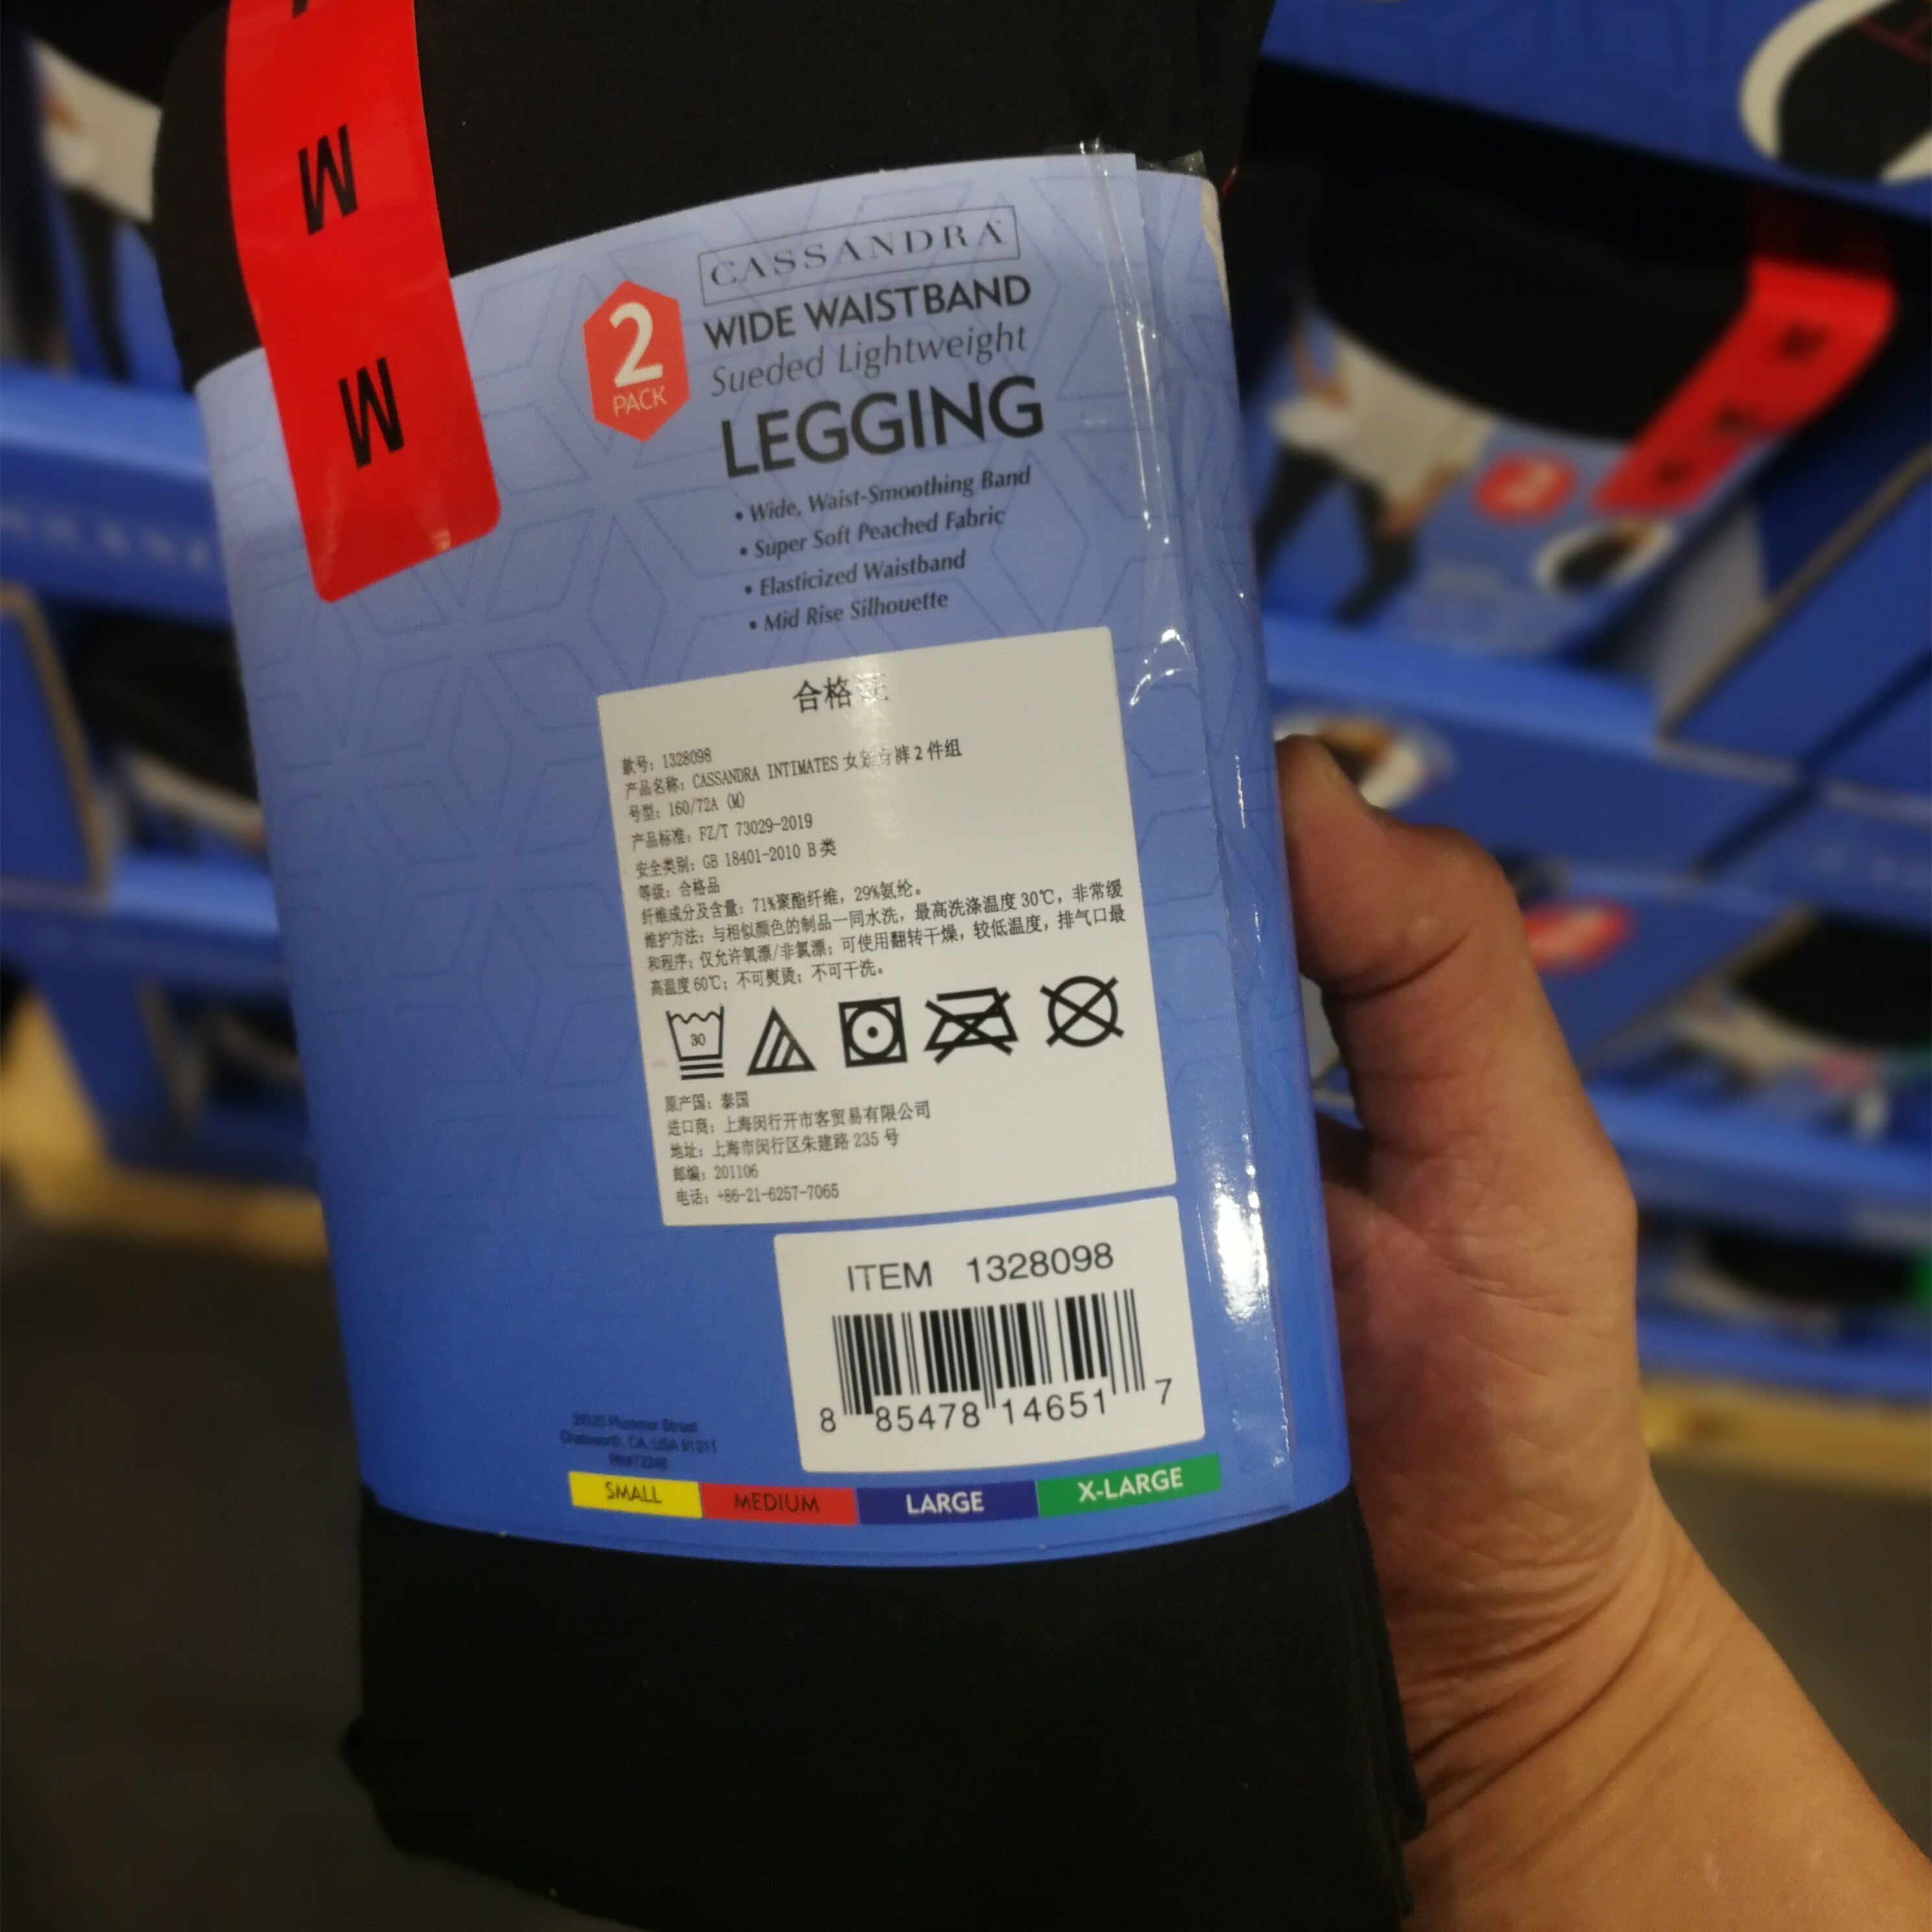 M
M
CASSANDRA
2
PACK
WIDE WAISTBAND
Sueded Lightweight
LEGGING
• Wide, Waist-Smoothing Band
• Super Soft Peached Fabric
• Elasticized Waistband
• Mid Rise Silhouette
合格
款号：1328098
产品名称：CASSANDRA INTIMATES 女 裤 2 件组
号型：160/72A (M)
产品标准：FZ/T 73029-2019
安全类别：GB 18401-2010 B 类
等级：合格品
纤维成分及含量：71%聚酯纤维，29%氨纶。
维护方法：与相似颜色的制品一同水洗，最高洗涤温度 30℃，非常缓
和程序；仅允许氧漂/非氯漂；可使用翻转干燥，较低温度，排气口最
高温度 60℃；不可熨烫；不可干洗。
30
原产国：泰国
进口商：上海闵行开市客贸易有限公司
地址：上海市闵行区朱建路 235 号
邮编：201106
电话：+86-21-6257-7065
ITEM 1328098
8 85478 14651 7
Street
Chatsworth, CA. USA 91311
SMALL MEDIUM LARGE X-LARGE